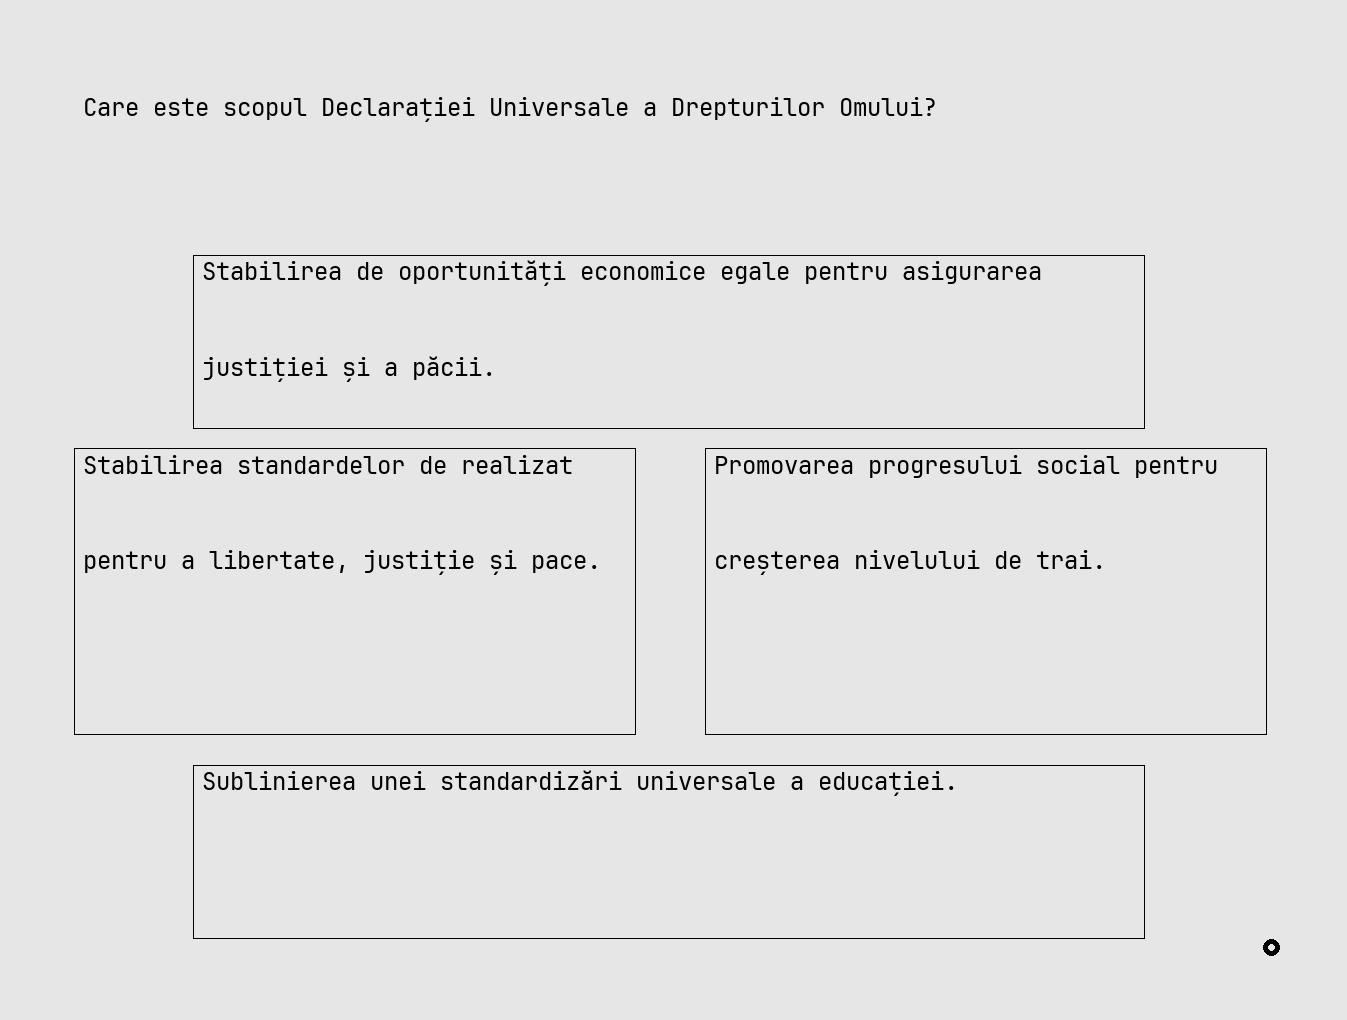 Care este scopul Declarației Universale a Drepturilor Omului?
Stabilirea de oportunități economice egale pentru asigurarea
justiției și a păcii.
Stabilirea standardelor de realizat
pentru a libertate, justiție și pace.
Promovarea progresului social pentru
creșterea nivelului de trai.
Sublinierea unei standardizări universale a educației.